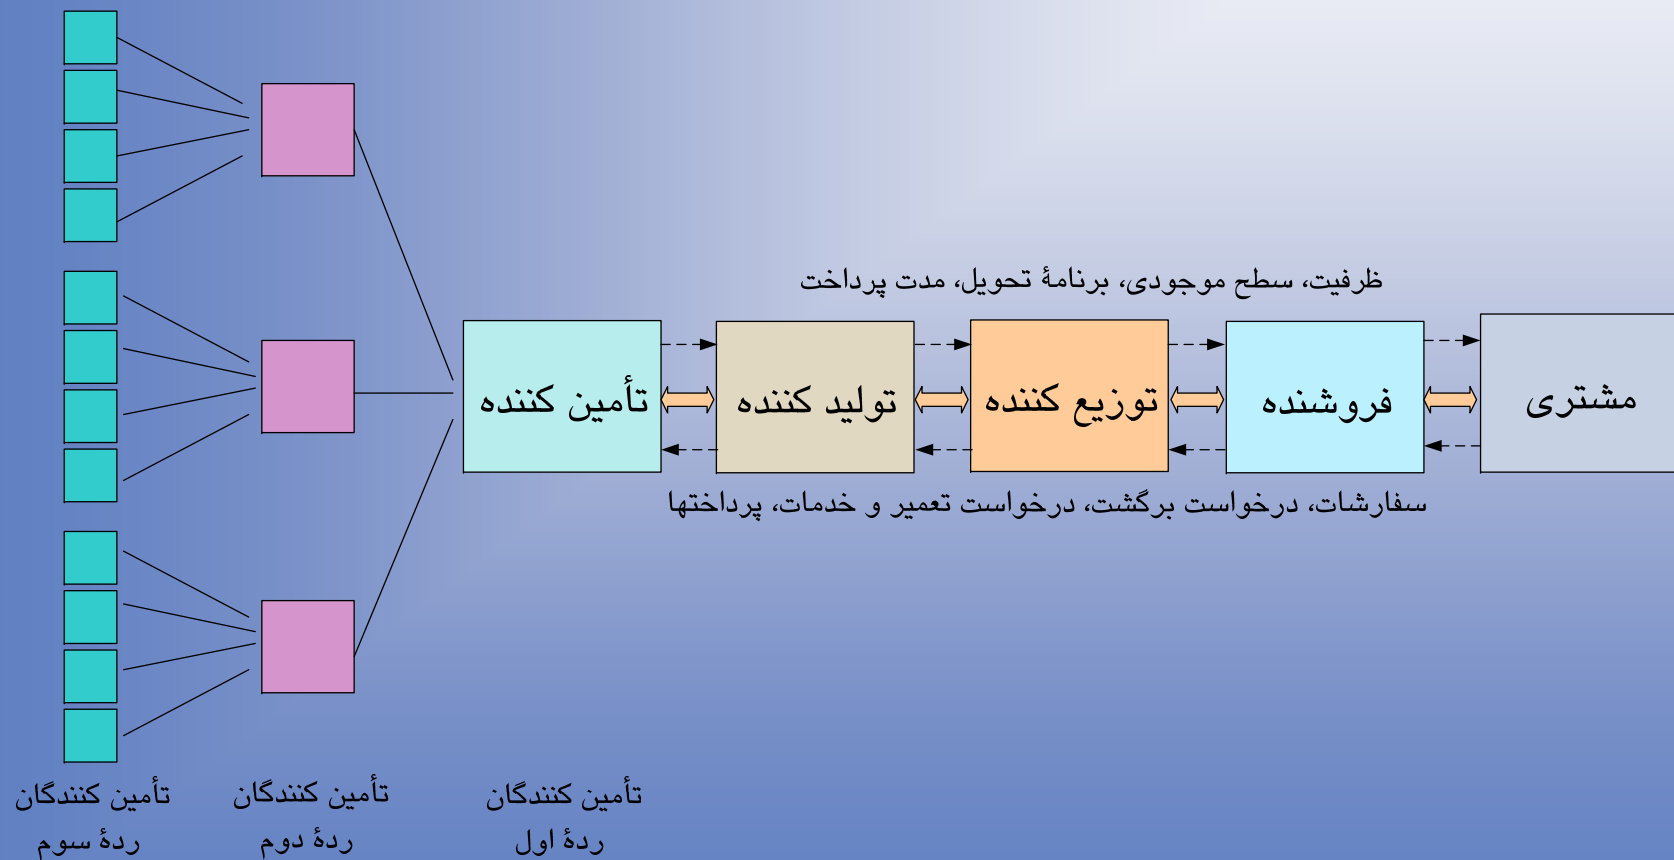 ظرفیت، سطح موجودی، برنامۀ تحویل، مدت پرداخت
مشتری
فروشنده
توزیع کننده
تولید کننده
تأمین کننده
سفارشات، درخواست برگشت، درخواست تعمیر و خدمات، پرداختها
تأمین کنندگان
ردۀ اول
تأمین کنندگان
ردۀ دوم
تأمین کنندگان
ردۀ سوم